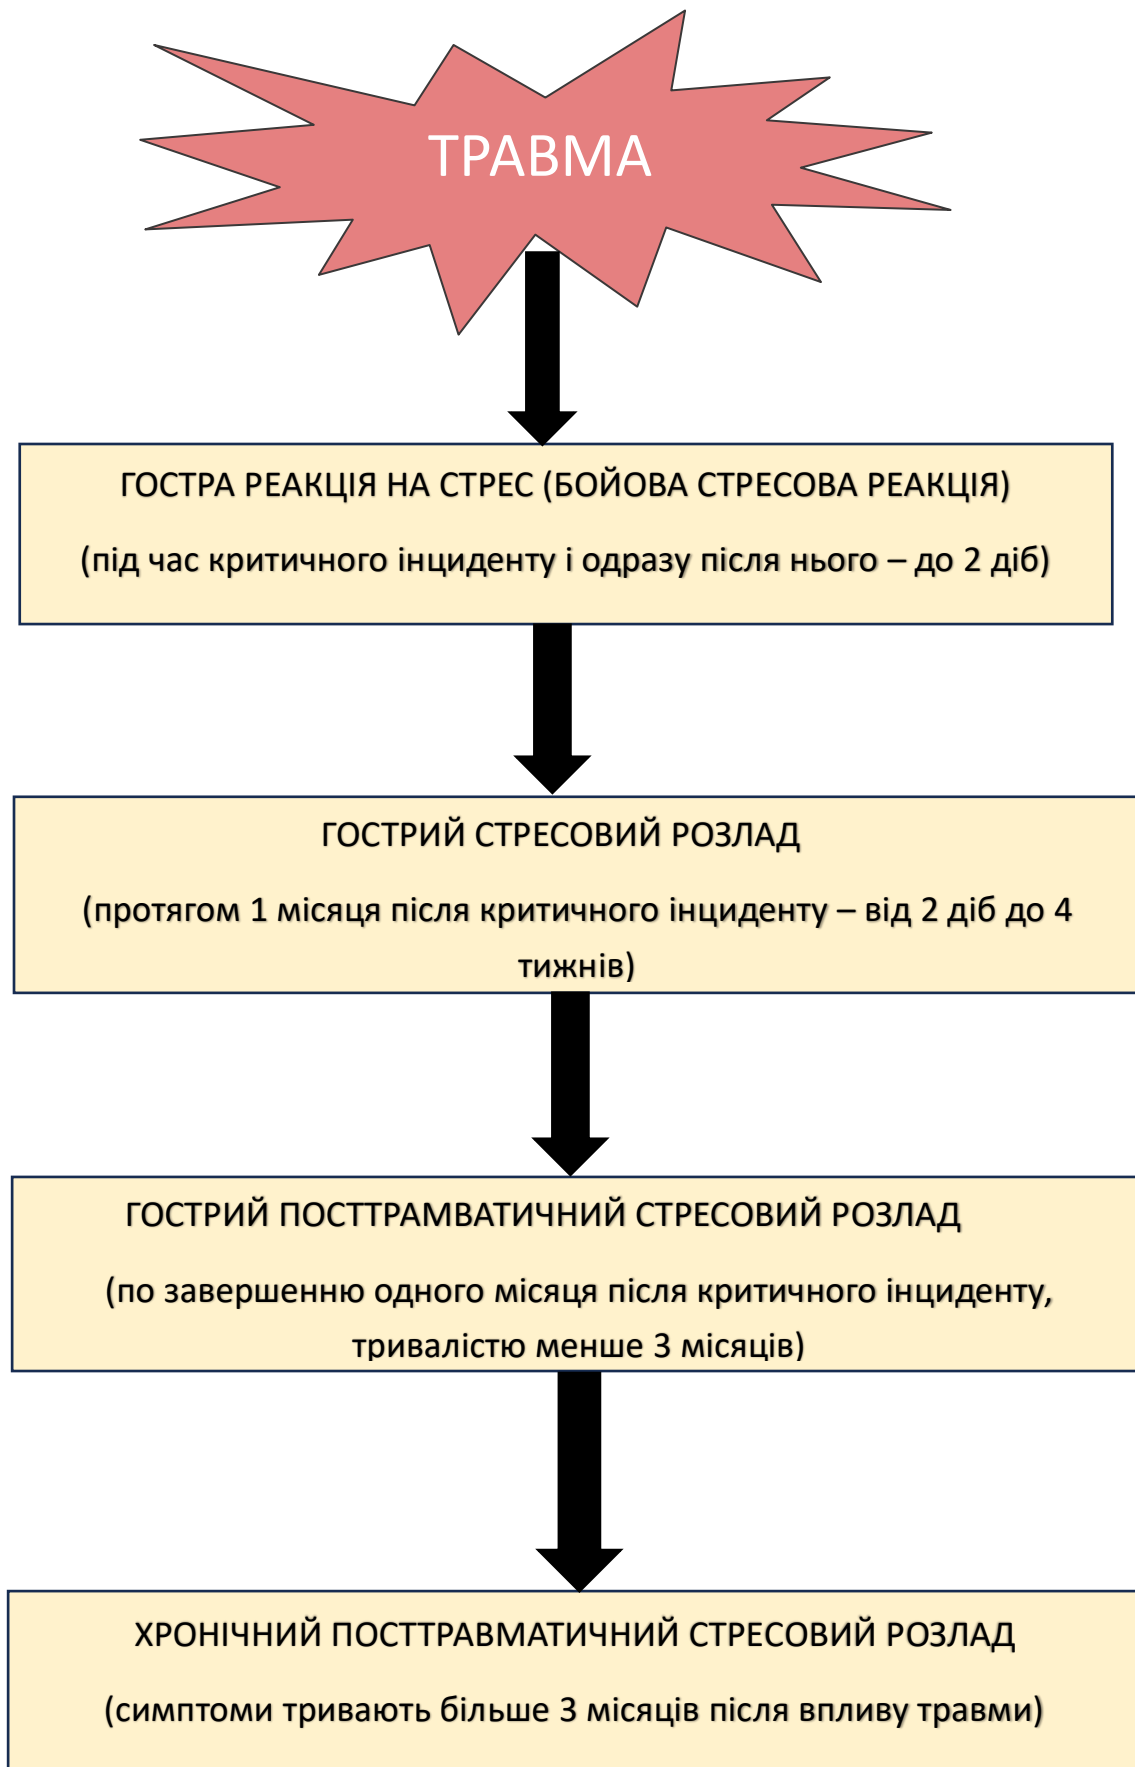 ТРАВМА
ГОСТРА РЕАКЦІЯ НА СТРЕС (БОЙОВА СТРЕСОВА РЕАКЦІЯ)
(під час критичного інциденту і одразу після нього – до 2 діб)
ГОСТРИЙ СТРЕСОВИЙ РОЗЛАД
(протягом 1 місяця після критичного інциденту – від 2 діб до 4
тижнів)
ГОСТРИЙ ПОСТТРАМВАТИЧНИЙ СТРЕСОВИЙ РОЗЛАД
(по завершенню одного місяця після критичного інциденту,
тривалістю менше 3 місяців)
ХРОНІЧНИЙ ПОСТТРАВМАТИЧНИЙ СТРЕСОВИЙ РОЗЛАД
(симптоми тривають більше 3 місяців після впливу травми)